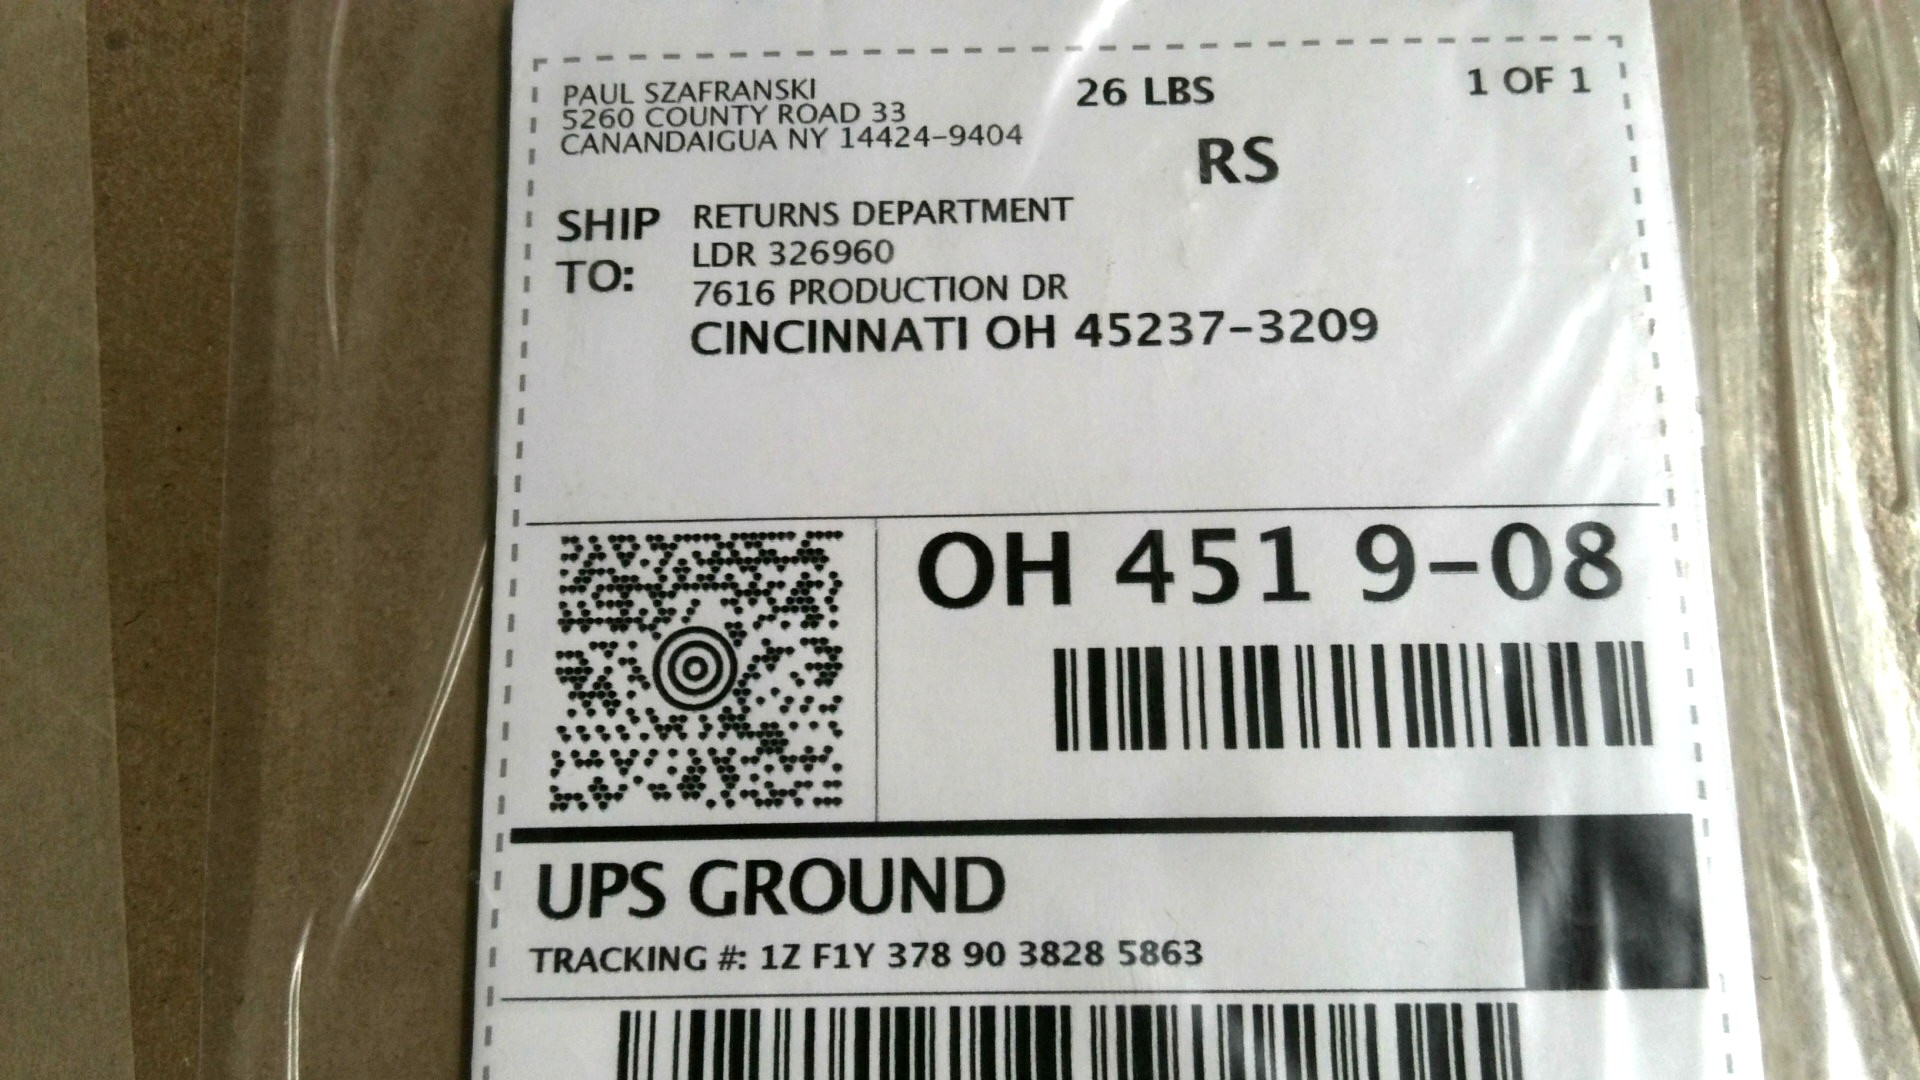 PAUL SZAFRANSKI
5260 COUNTY ROAD 33
CANANDAIGUA NY 14424-9404
26 LBS
1 OF 1
RS
SHIP TO:
RETURNS DEPARTMENT
LDR 326960
7616 PRODUCTION DR
CINCINNATI OH 45237-3209
OH 451 9-08
UPS GROUND
TRACKING #: 1Z F1Y 378 90 3828 5863